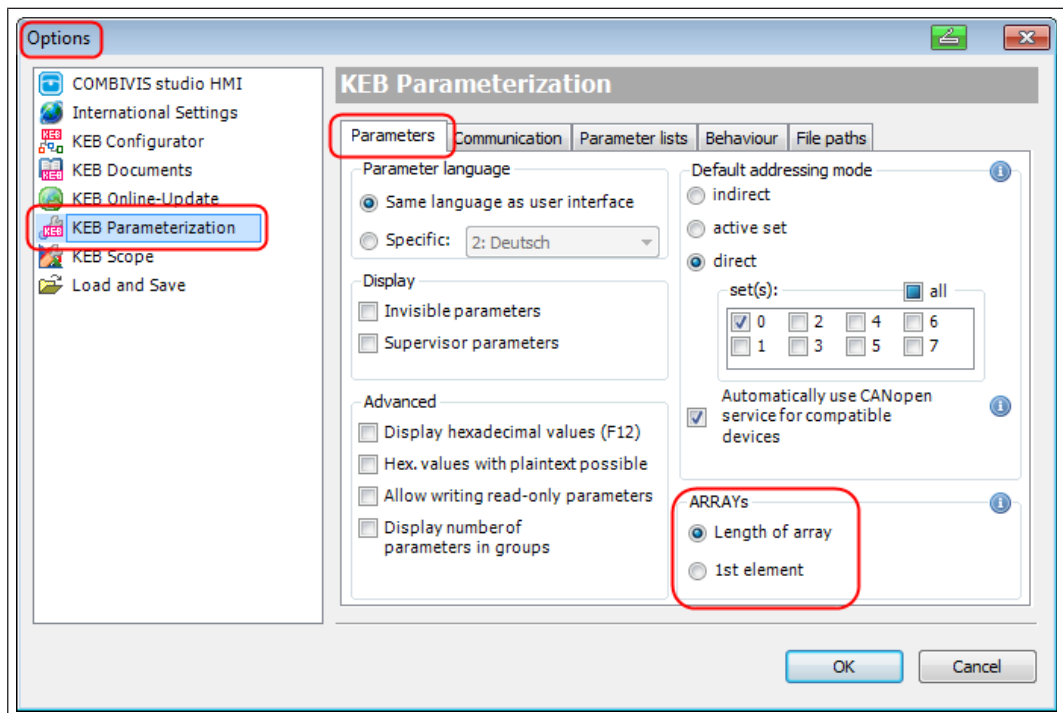 Options
COMBIVIS studio HMI
International Settings
KEB Configurator
KEB Documents
KEB Online-Update
KEB Parameterization
KEB Scope
Load and Save
KEB Parameterization
Parameters
Communication
Parameter lists
Behaviour
File paths
Parameter language
Same language as user interface
Specific:
2: Deutsch
Display
Invisible parameters
Supervisor parameters
Advanced
Display hexadecimal values (F12)
Hex. values with plaintext possible
Allow writing read-only parameters
Display number of
parameters in groups
Default addressing mode
indirect
active set
direct
set(s):
all
0 2 4 6
1 3 5 7
Automatically use CANopen
service for compatible
devices
ARRAYs
Length of array
1st element
OK
Cancel